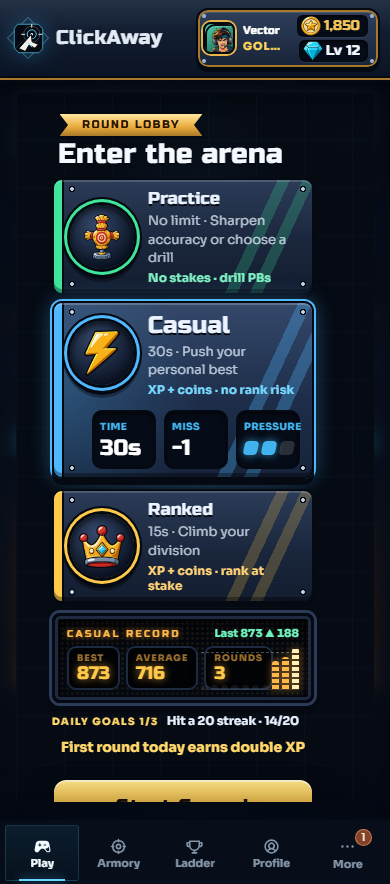 ClickAway
Vector
GOL...
1,850
Lv 12
ROUND LOBBY
Enter the arena
Practice
No limit · Sharpen
accuracy or choose a
drill
No stakes · drill PBs
Casual
30s · Push your
personal best
XP + coins · no rank risk
TIME
30s
MISS
-1
PRESSURE
Ranked
15s · Climb your
division
XP + coins · rank at
stake
CASUAL RECORD
Last 873 ▲ 188
BEST
873
AVERAGE
716
ROUNDS
3
DAILY GOALS 1/3 Hit a 20 streak · 14/20
First round today earns double XP
Play
Armory
Ladder
Profile
1
More